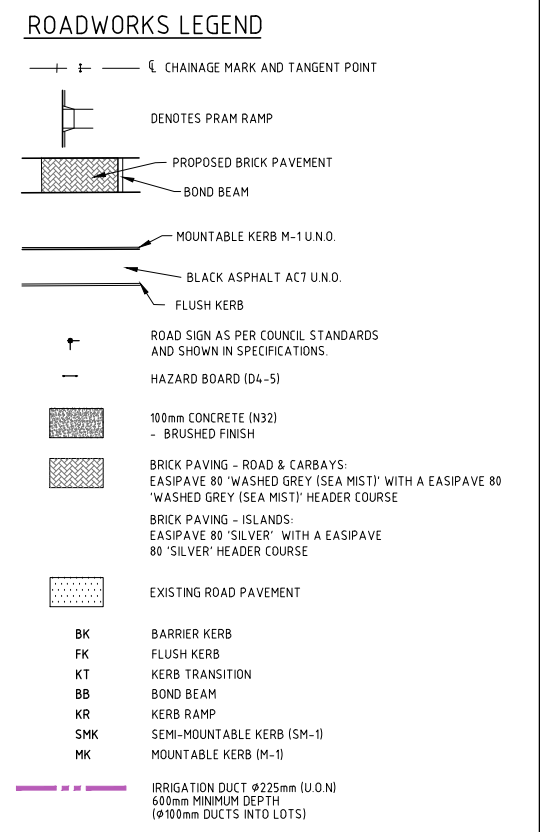 ROADWORKS LEGEND
℄ CHAINAGE MARK AND TANGENT POINT
DENOTES PRAM RAMP
PROPOSED BRICK PAVEMENT
BOND BEAM
MOUNTABLE KERB M-1 U.N.O.
BLACK ASPHALT AC7 U.N.O.
FLUSH KERB
ROAD SIGN AS PER COUNCIL STANDARDS
AND SHOWN IN SPECIFICATIONS.
HAZARD BOARD (D4-5)
100mm CONCRETE (N32)
- BRUSHED FINISH
BRICK PAVING - ROAD & CARBAYS:
EASIPAVE 80 'WASHED GREY (SEA MIST)' WITH A EASIPAVE 80
'WASHED GREY (SEA MIST)' HEADER COURSE
BRICK PAVING - ISLANDS:
EASIPAVE 80 'SILVER' WITH A EASIPAVE
80 'SILVER' HEADER COURSE
EXISTING ROAD PAVEMENT
BK BARRIER KERB
FK FLUSH KERB
KT KERB TRANSITION
BB BOND BEAM
KR KERB RAMP
SMK SEMI-MOUNTABLE KERB (SM-1)
MK MOUNTABLE KERB (M-1)
IRRIGATION DUCT Ø225mm (U.O.N)
600mm MINIMUM DEPTH
(Ø100mm DUCTS INTO LOTS)